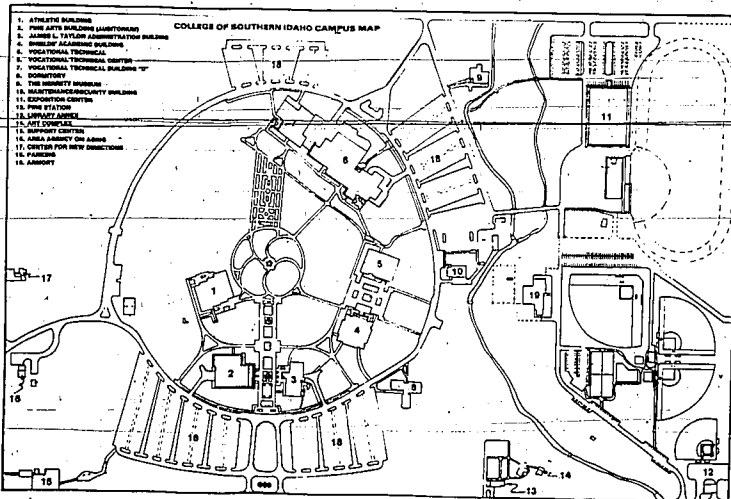 COLLEGE OF SOUTHERN IDAHO CAMPUS MAP
1. ATHLETIC BUILDING
2. FINE ARTS BUILDING (AUDITORIUM)
3. JAMES L. TAYLOR ADMINISTRATION BUILDING
4. SHIELDS' ACADEMIC BUILDING
5. VOCATIONAL TECHNICAL
6. VOCATIONAL TECHNICAL CENTER
7. VOCATIONAL TECHNICAL BUILDING
8. DORMITORY
9. THE HERRETT MUSEUM
10. MAINTENANCE/SECURITY BUILDING
11. EXPOSITION CENTER
12. FIRE STATION
13. LIBRARY ANNEX
14. ART COMPLEX
15. SUPPORT CENTER
16. AREA AGENCY ON AGING
17. CENTER FOR NEW DIRECTIONS
18. PARKING
19. ARMORY
18
9
11
6
18
5
10
17
1
19
4
2
3
8
16
18
18
15
14
13
12